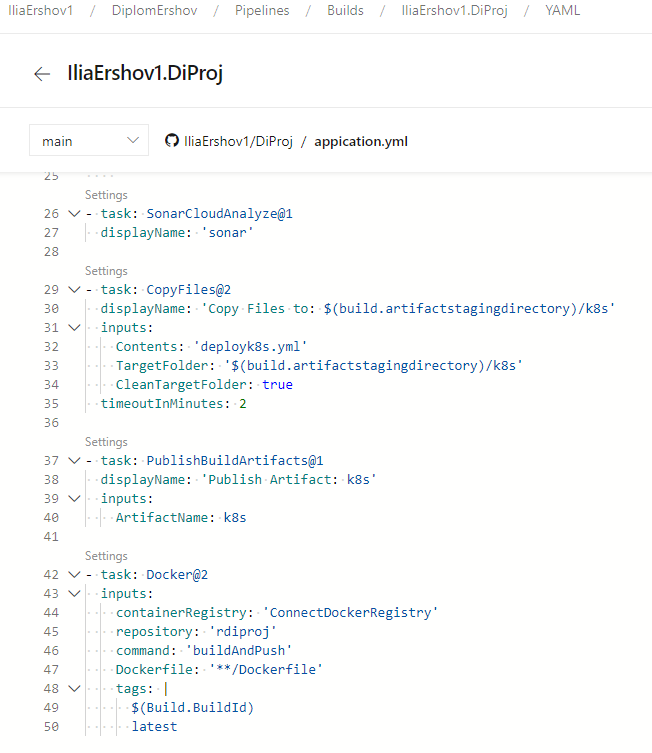 IliaErshov1 / DiplomErshov / Pipelines / Builds / IliaErshov1.DiProj / YAML
IliaErshov1.DiProj
main IliaErshov1/DiProj / appication.yml
25
Settings
26 - task: SonarCloudAnalyze@1
27 displayName: 'sonar'
28
Settings
29 - task: CopyFiles@2
30 displayName: 'Copy Files to: $(build.artifactstagingdirectory)/k8s'
31 inputs:
32 Contents: 'deployk8s.yml'
33 TargetFolder: '$(build.artifactstagingdirectory)/k8s'
34 CleanTargetFolder: true
35 timeoutInMinutes: 2
36
Settings
37 - task: PublishBuildArtifacts@1
38 displayName: 'Publish Artifact: k8s'
39 inputs:
40 ArtifactName: k8s
41
Settings
42 - task: Docker@2
43 inputs:
44 containerRegistry: 'ConnectDockerRegistry'
45 repository: 'rdiproj'
46 command: 'buildAndPush'
47 Dockerfile: '**/Dockerfile'
48 tags: |
49 $(Build.BuildId)
50 latest